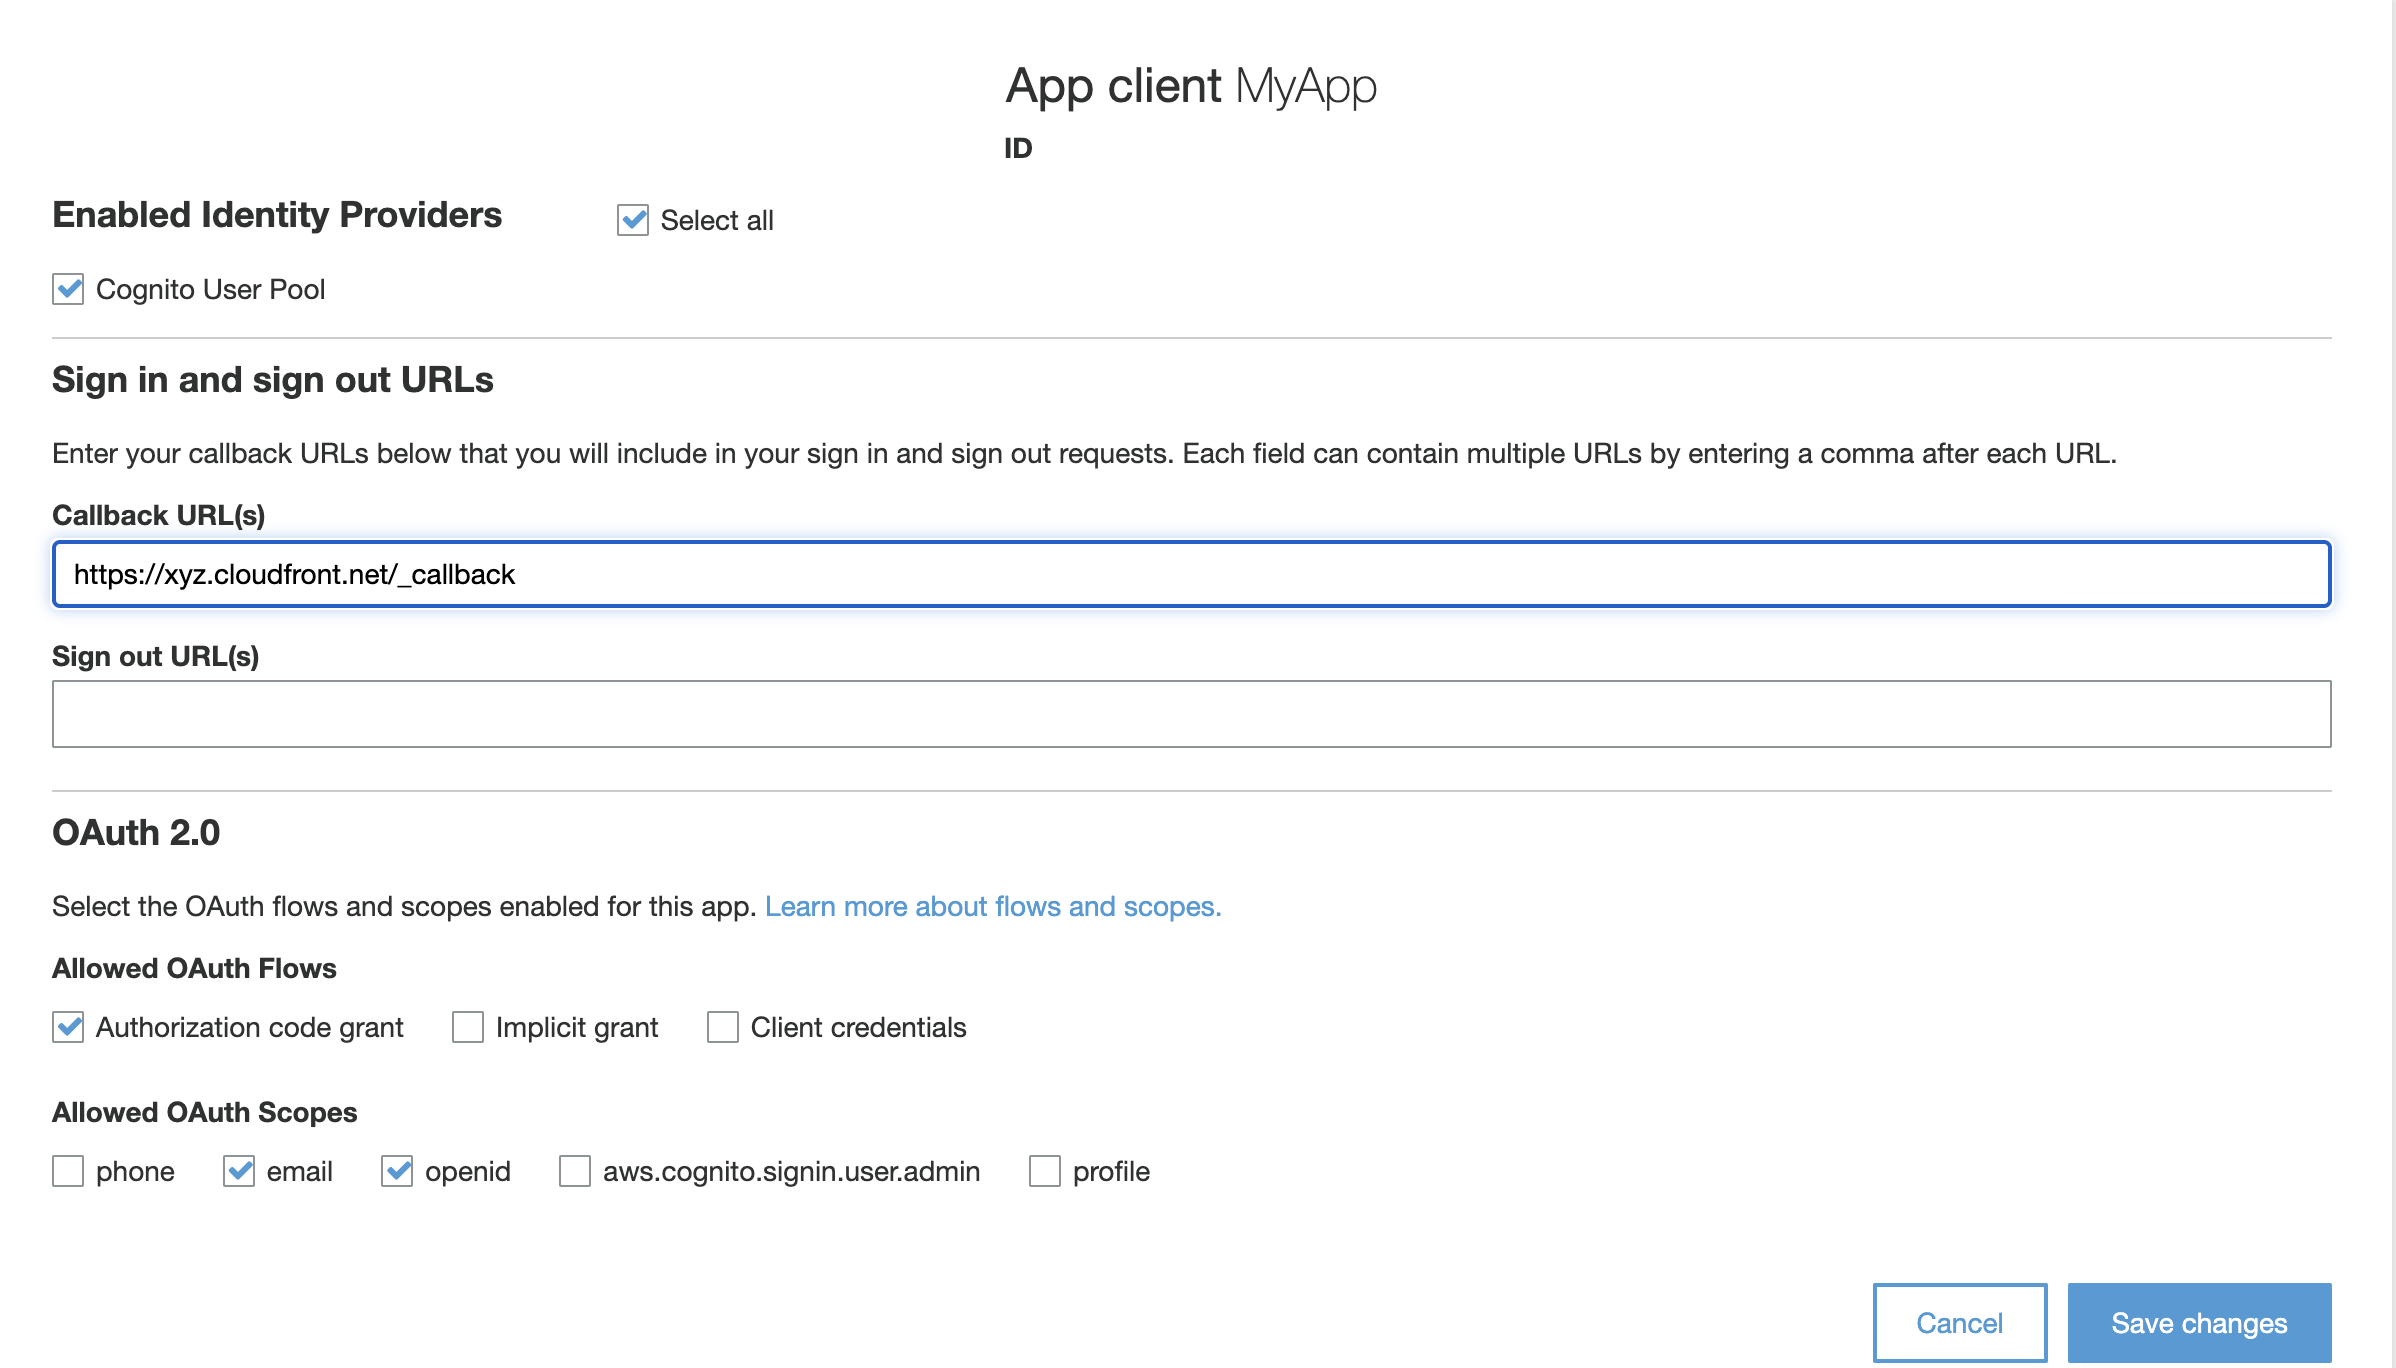 App client MyApp
ID
Enabled Identity Providers
Select all
Cognito User Pool
Sign in and sign out URLs
Enter your callback URLs below that you will include in your sign in and sign out requests. Each field can contain multiple URLs by entering a comma after each URL.
Callback URL(s)
https://xyz.cloudfront.net/_callback
Sign out URL(s)
OAuth 2.0
Select the OAuth flows and scopes enabled for this app. Learn more about flows and scopes.
Allowed OAuth Flows
Authorization code grant Implicit grant Client credentials
Allowed OAuth Scopes
phone email openid aws.cognito.signin.user.admin profile
Cancel Save changes